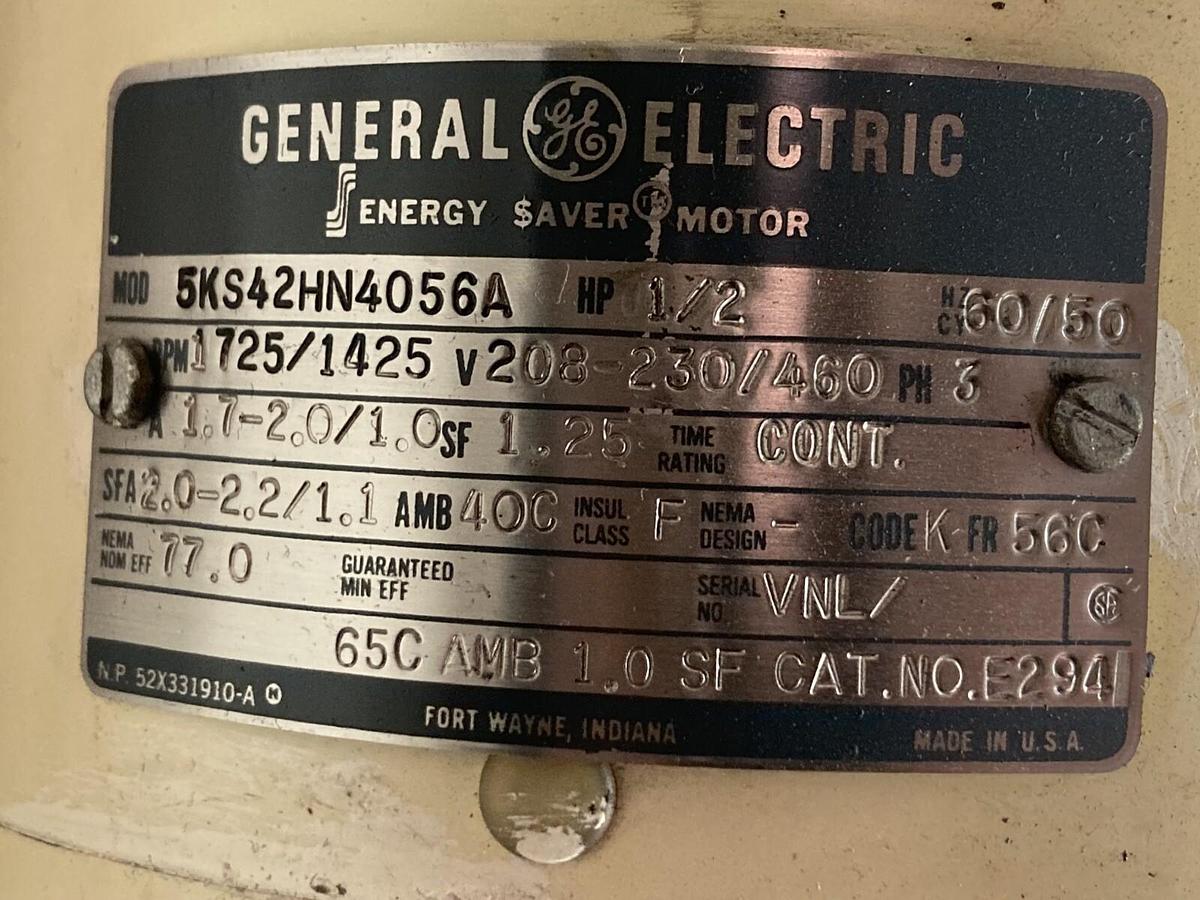 GENERAL GE ELECTRIC
ENERGY $AVER TM MOTOR
MOD 5KS42HN4056A HP 1/2 HZ CY 60/50
RPM 1725/1425 V 208-230/460 PH 3
A 1.7-2.0/1.0 SF 1.25 TIME RATING CONT.
SFA 2.0-2.2/1.1 AMB 40C INSUL CLASS F NEMA DESIGN - CODE K FR 56C
NEMA NOM EFF 77.0 GUARANTEED MIN EFF SERIAL NO VNL/
65C AMB 1.0 SF CAT.NO.E294
N.P. 52X331910-A
FORT WAYNE, INDIANA MADE IN U.S.A.